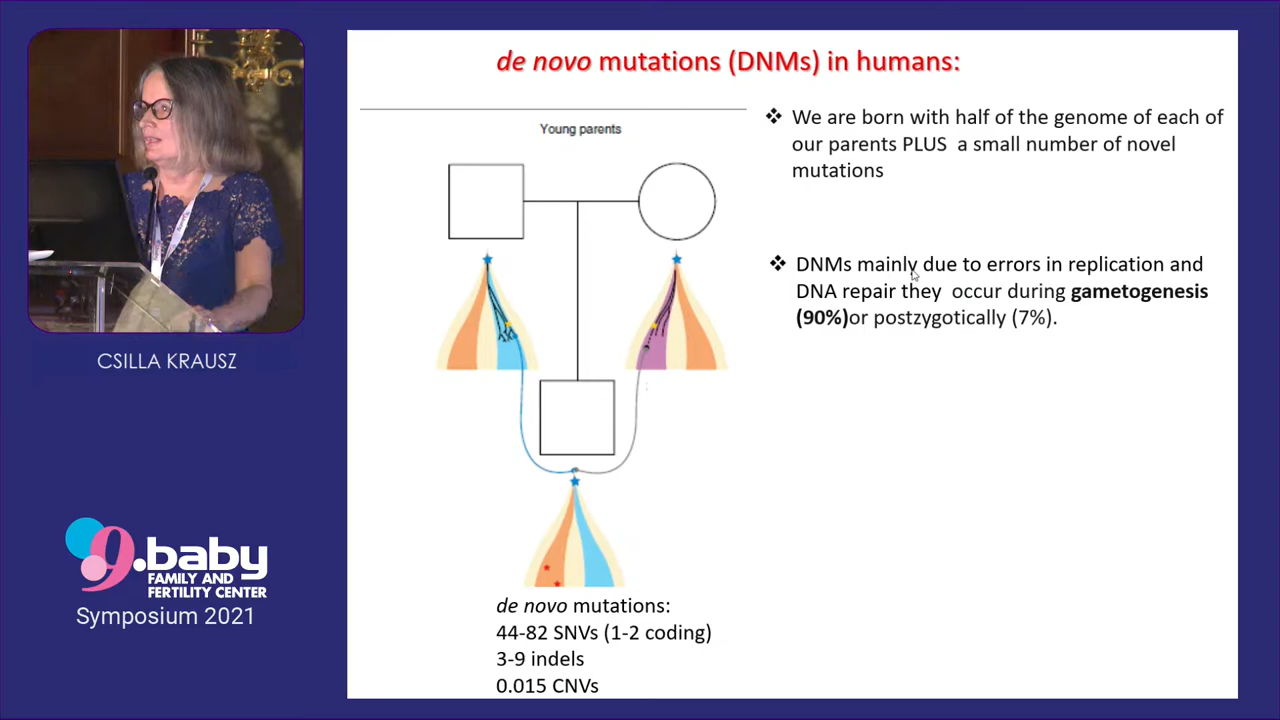 de novo mutations (DNMs) in humans:
Young parents
❖ We are born with half of the genome of each of
our parents PLUS a small number of novel
mutations
❖ DNMs mainly due to errors in replication and
DNA repair they occur during gametogenesis
(90%)or postzygotically (7%).
de novo mutations:
44-82 SNVs (1-2 coding)
3-9 indels
0.015 CNVs
CSILLA KRAUSZ
9.baby
FAMILY AND
FERTILITY CENTER
Symposium 2021